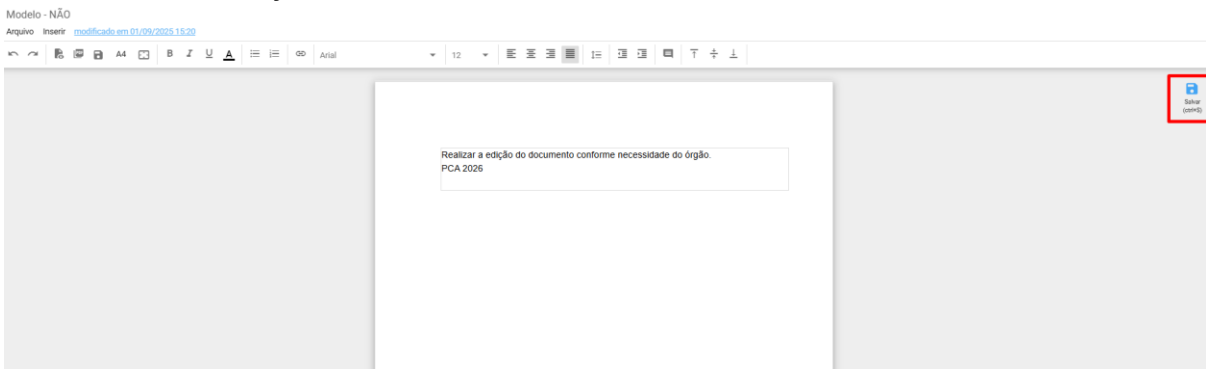 Modelo - NÃO
Arquivo Inserir modificado em 01/09/2025 15:20
A4 B I U A Arial 12
Salvar
(ctrl+S)
Realizar a edição do documento conforme necessidade do órgão.
PCA 2026